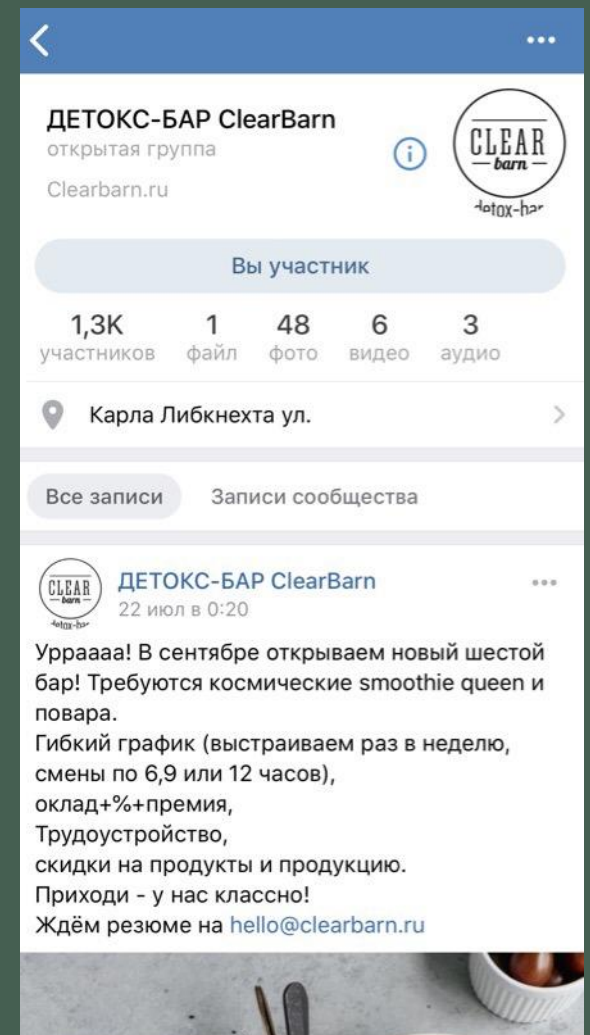 ДЕТОКС-БАР ClearBarn
открытая группа
Clearbarn.ru
CLEAR
barn
detox-bar
Вы участник
1,3K 1 48 6 3
участников файл фото видео аудио
Карла Либкнехта ул.
Все записи Записи сообщества
CLEAR
barn
detox-bar
ДЕТОКС-БАР ClearBarn
22 июл в 0:20
Урраааа! В сентябре открываем новый шестой
бар! Требуются космические smoothie queen и
повара.
Гибкий график (выстраиваем раз в неделю,
смены по 6,9 или 12 часов),
оклад+%+премия,
Трудоустройство,
скидки на продукты и продукцию.
Приходи - у нас классно!
Ждём резюме на hello@clearbarn.ru